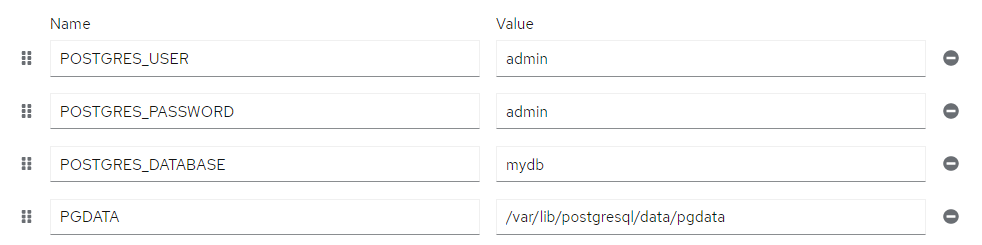 Name Value
POSTGRES_USER admin
POSTGRES_PASSWORD admin
POSTGRES_DATABASE mydb
PGDATA /var/lib/postgresql/data/pgdata